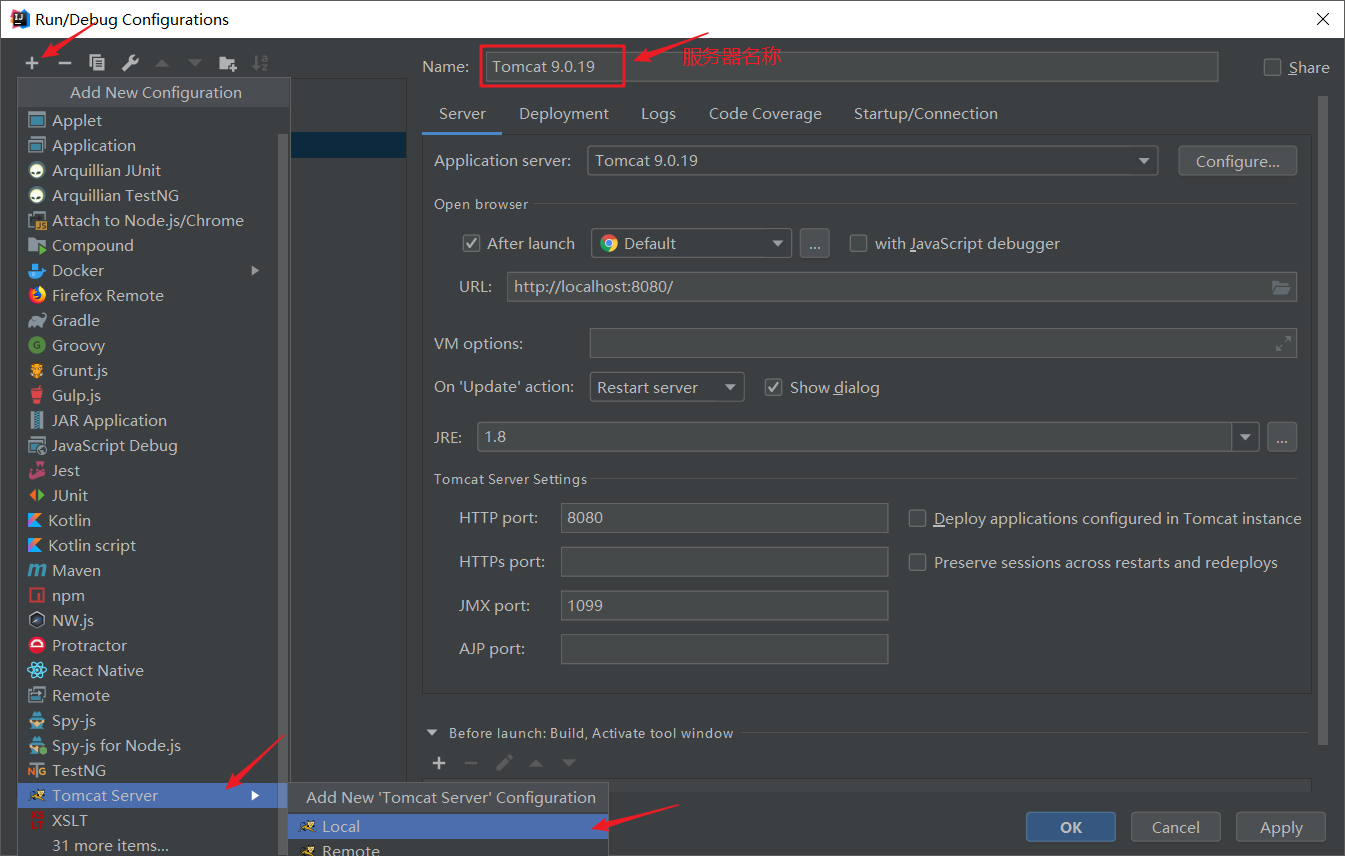 Run/Debug Configurations
Name: Tomcat 9.0.19
服务器名称
Share
Add New Configuration
Applet
Application
Arquillian JUnit
Arquillian TestNG
Attach to Node.js/Chrome
Compound
Docker
Firefox Remote
Gradle
Groovy
Grunt.js
Gulp.js
JAR Application
JavaScript Debug
Jest
JUnit
Kotlin
Kotlin script
Maven
npm
NW.js
Protractor
React Native
Remote
Spy-js
Spy-js for Node.js
TestNG
Tomcat Server
XSLT
31 more items...
Add New 'Tomcat Server' Configuration
Local
Remote
Server Deployment Logs Code Coverage Startup/Connection
Application server: Tomcat 9.0.19 Configure...
Open browser
After launch Default ... with JavaScript debugger
URL: http://localhost:8080/
VM options:
On 'Update' action: Restart server Show dialog
JRE: 1.8 ...
Tomcat Server Settings
HTTP port: 8080 Deploy applications configured in Tomcat instance
HTTPs port: Preserve sessions across restarts and redeploys
JMX port: 1099
AJP port:
Before launch: Build, Activate tool window
OK Cancel Apply